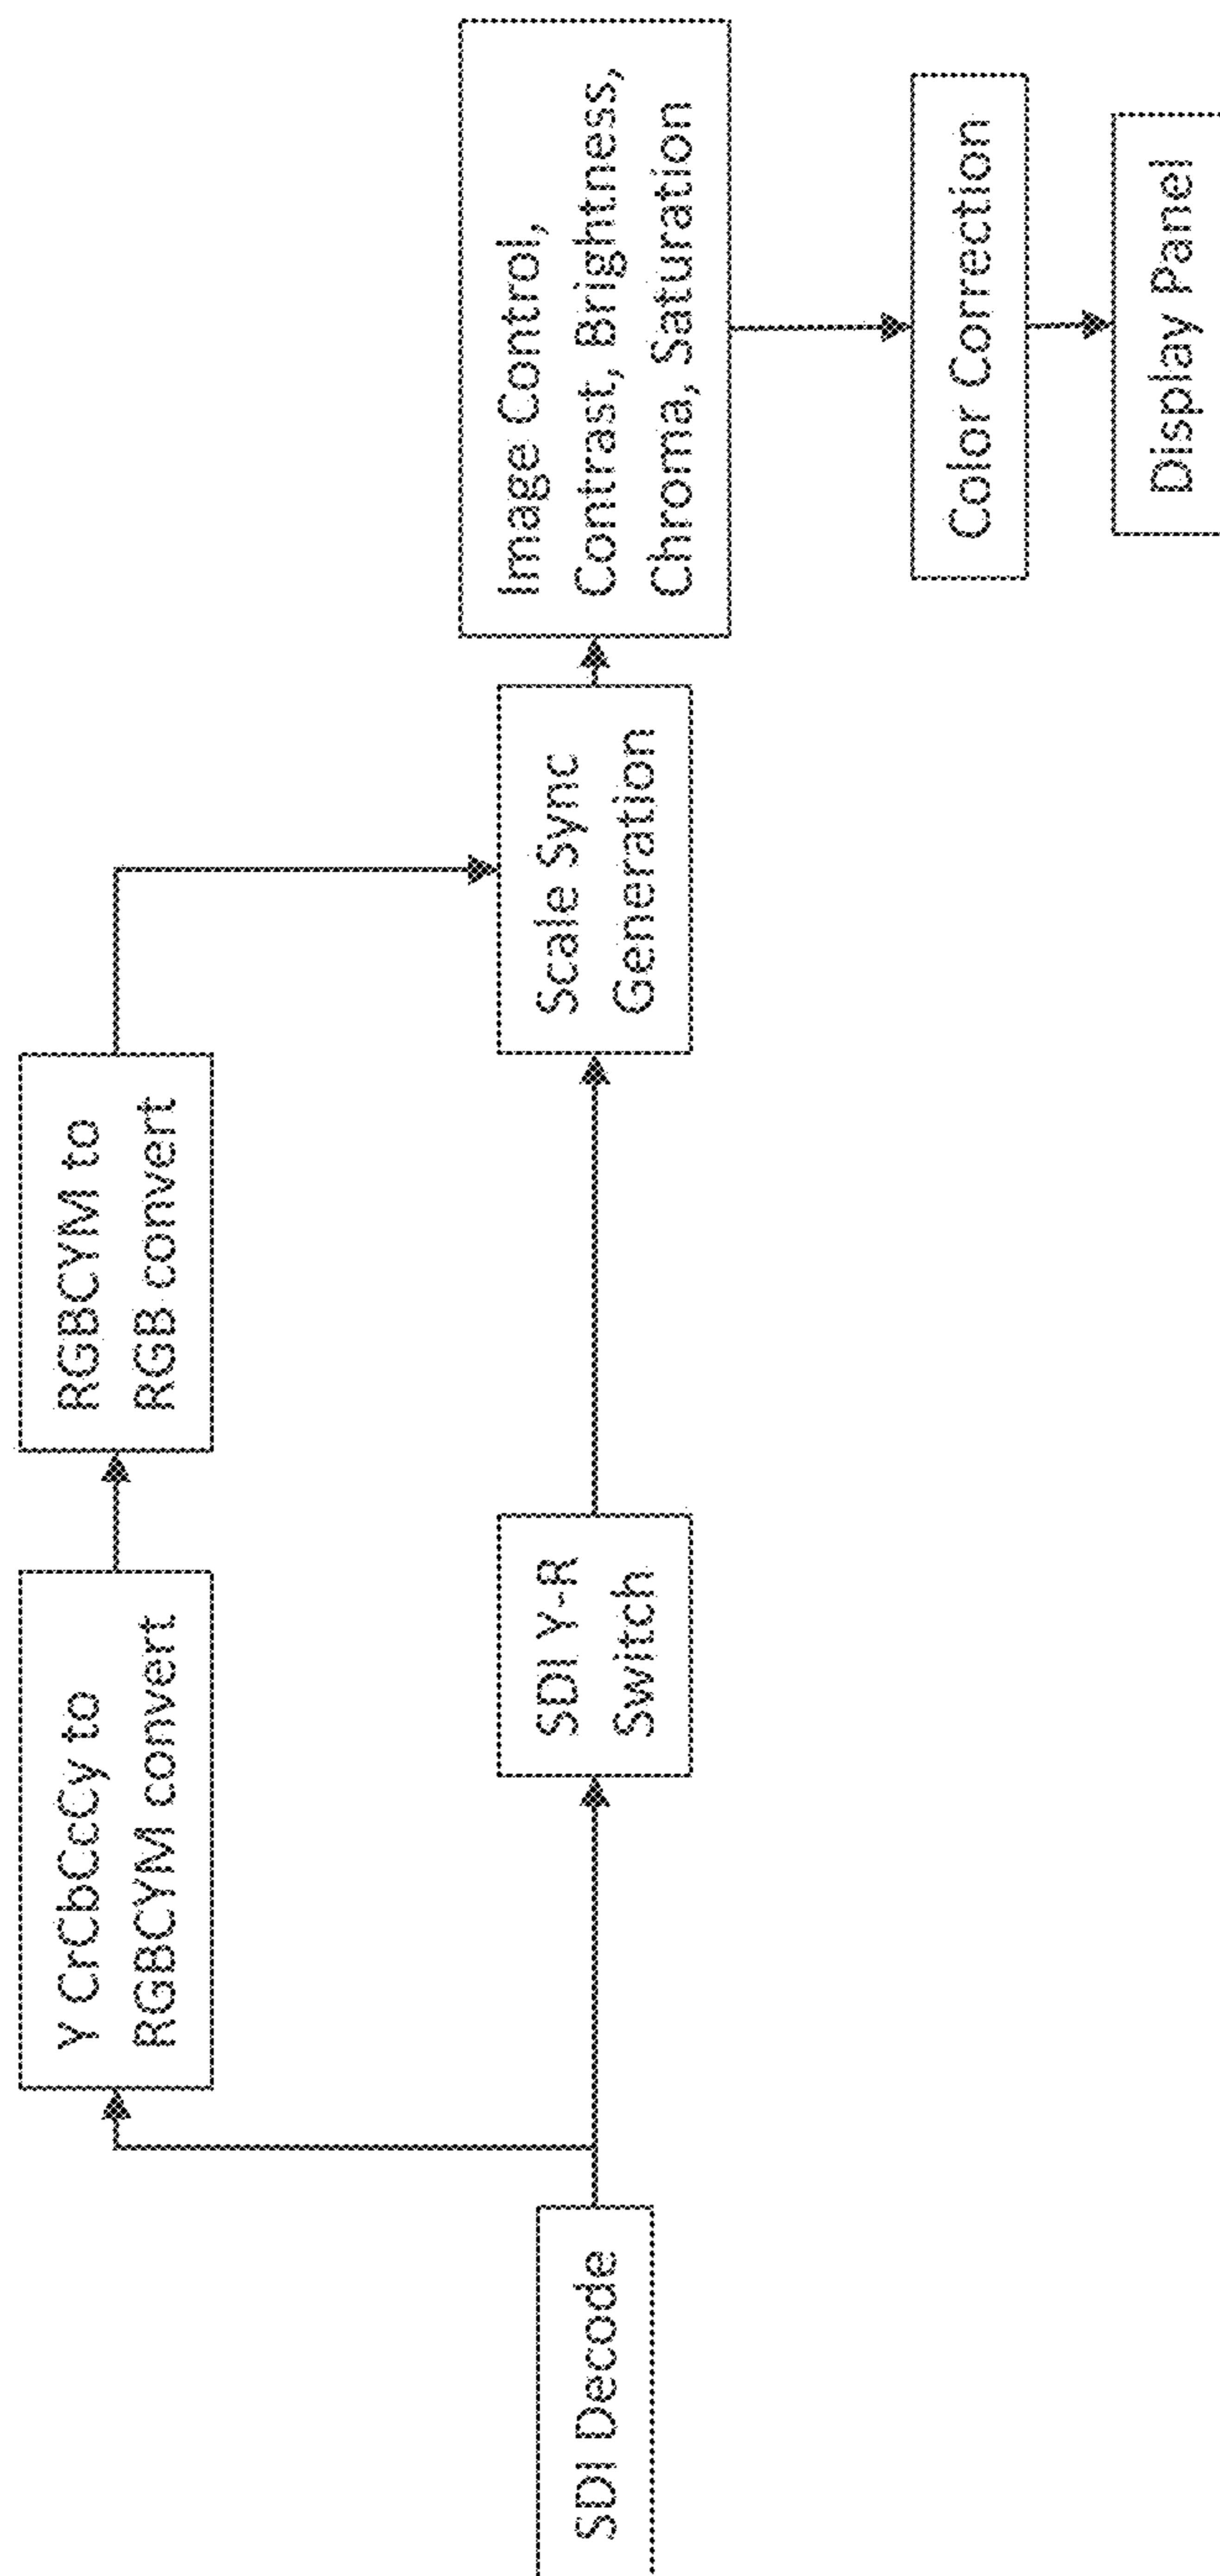 SDI Decode
Y CrCbCcCy to
RGBCYM convert
RGBCYM to
RGB convert
SDI Y-R
Switch
Scale Sync
Generation
Image Control,
Contrast, Brightness,
Chroma, Saturation
Color Correction
Display Panel